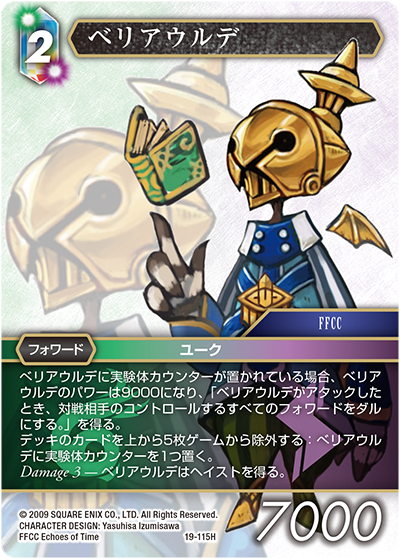 2
ベリアウルデ
FFCC
フォワード
ユーク
ベリアウルデに実験体カウンターが置かれている場合、ベリア
ウルデのパワーは9000になり、「ベリアウルデがアタックした
とき、対戦相手のコントロールするすべてのフォワードをダル
にする。」を得る。
デッキのカードを上から5枚ゲームから除外する：ベリアウル
デに実験体カウンターを1つ置く。
Damage 3 — ベリアウルデはヘイストを得る。
© 2009 SQUARE ENIX CO., LTD. All Rights Reserved.
CHARACTER DESIGN: Yasuhisa Izumisawa
FFCC Echoes of Time
19-115H
7000